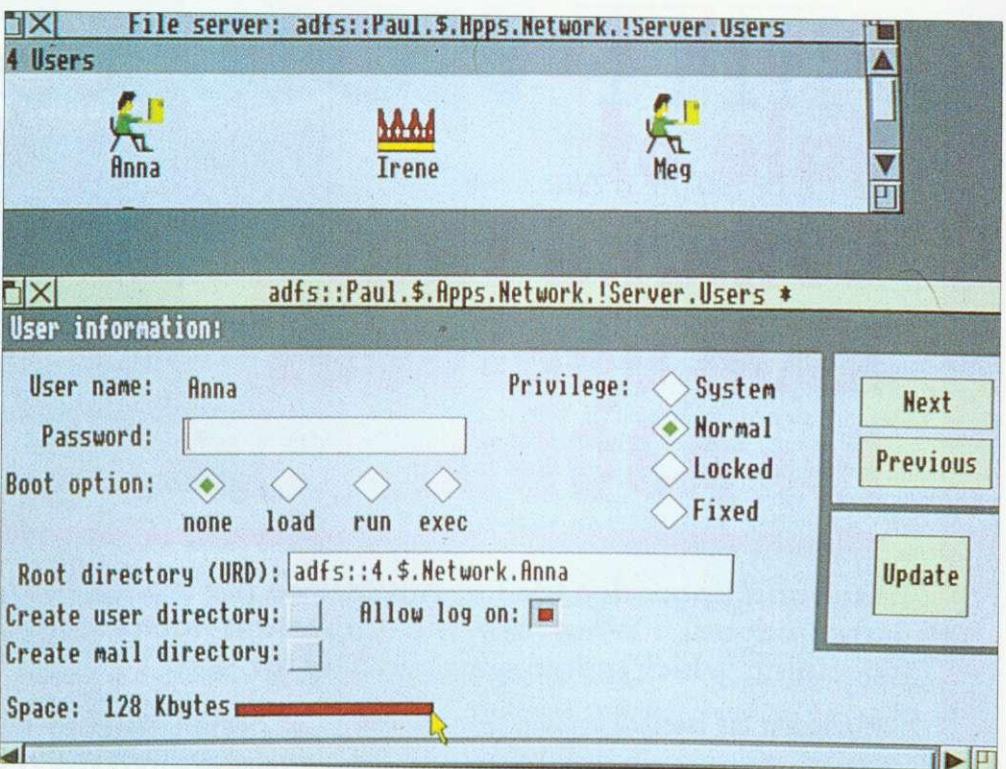 File server: adfs::Paul.$.Apps.Network.!Server.Users
4 Users
Anna
Irene
Meg
adfs::Paul.$.Apps.Network.!Server.Users *
User information:
User name: Anna
Privilege: System
Normal
Locked
Fixed
Password:
Boot option:
none load run exec
Root directory (URD): adfs::4.$.Network.Anna
Create user directory: Allow log on:
Create mail directory:
Space: 128 Kbytes
Next
Previous
Update